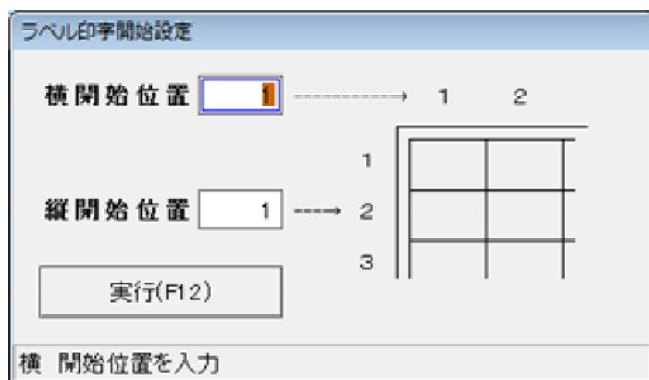 ラベル印字開始設定
横開始位置 1 1 2
1
縦開始位置 1 2
3
実行(F12)
横 開始位置を入力